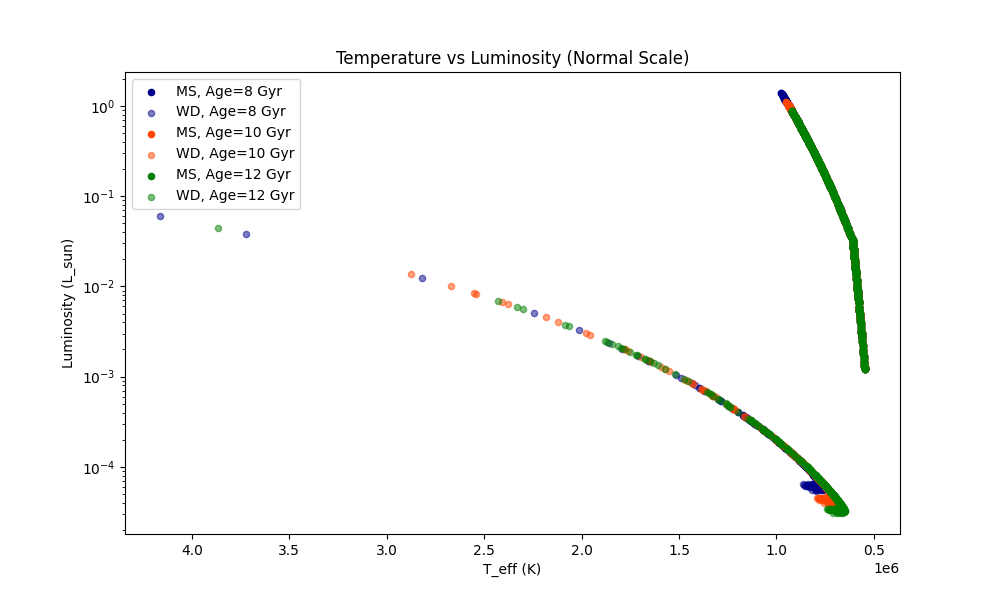 Temperature vs Luminosity (Normal Scale)
MS, Age=8 Gyr
WD, Age=8 Gyr
MS, Age=10 Gyr
WD, Age=10 Gyr
MS, Age=12 Gyr
WD, Age=12 Gyr
Luminosity (L_sun)
10⁰
10⁻¹
10⁻²
10⁻³
10⁻⁴
4.0 3.5 3.0 2.5 2.0 1.5 1.0 0.5
1e6
T_eff (K)